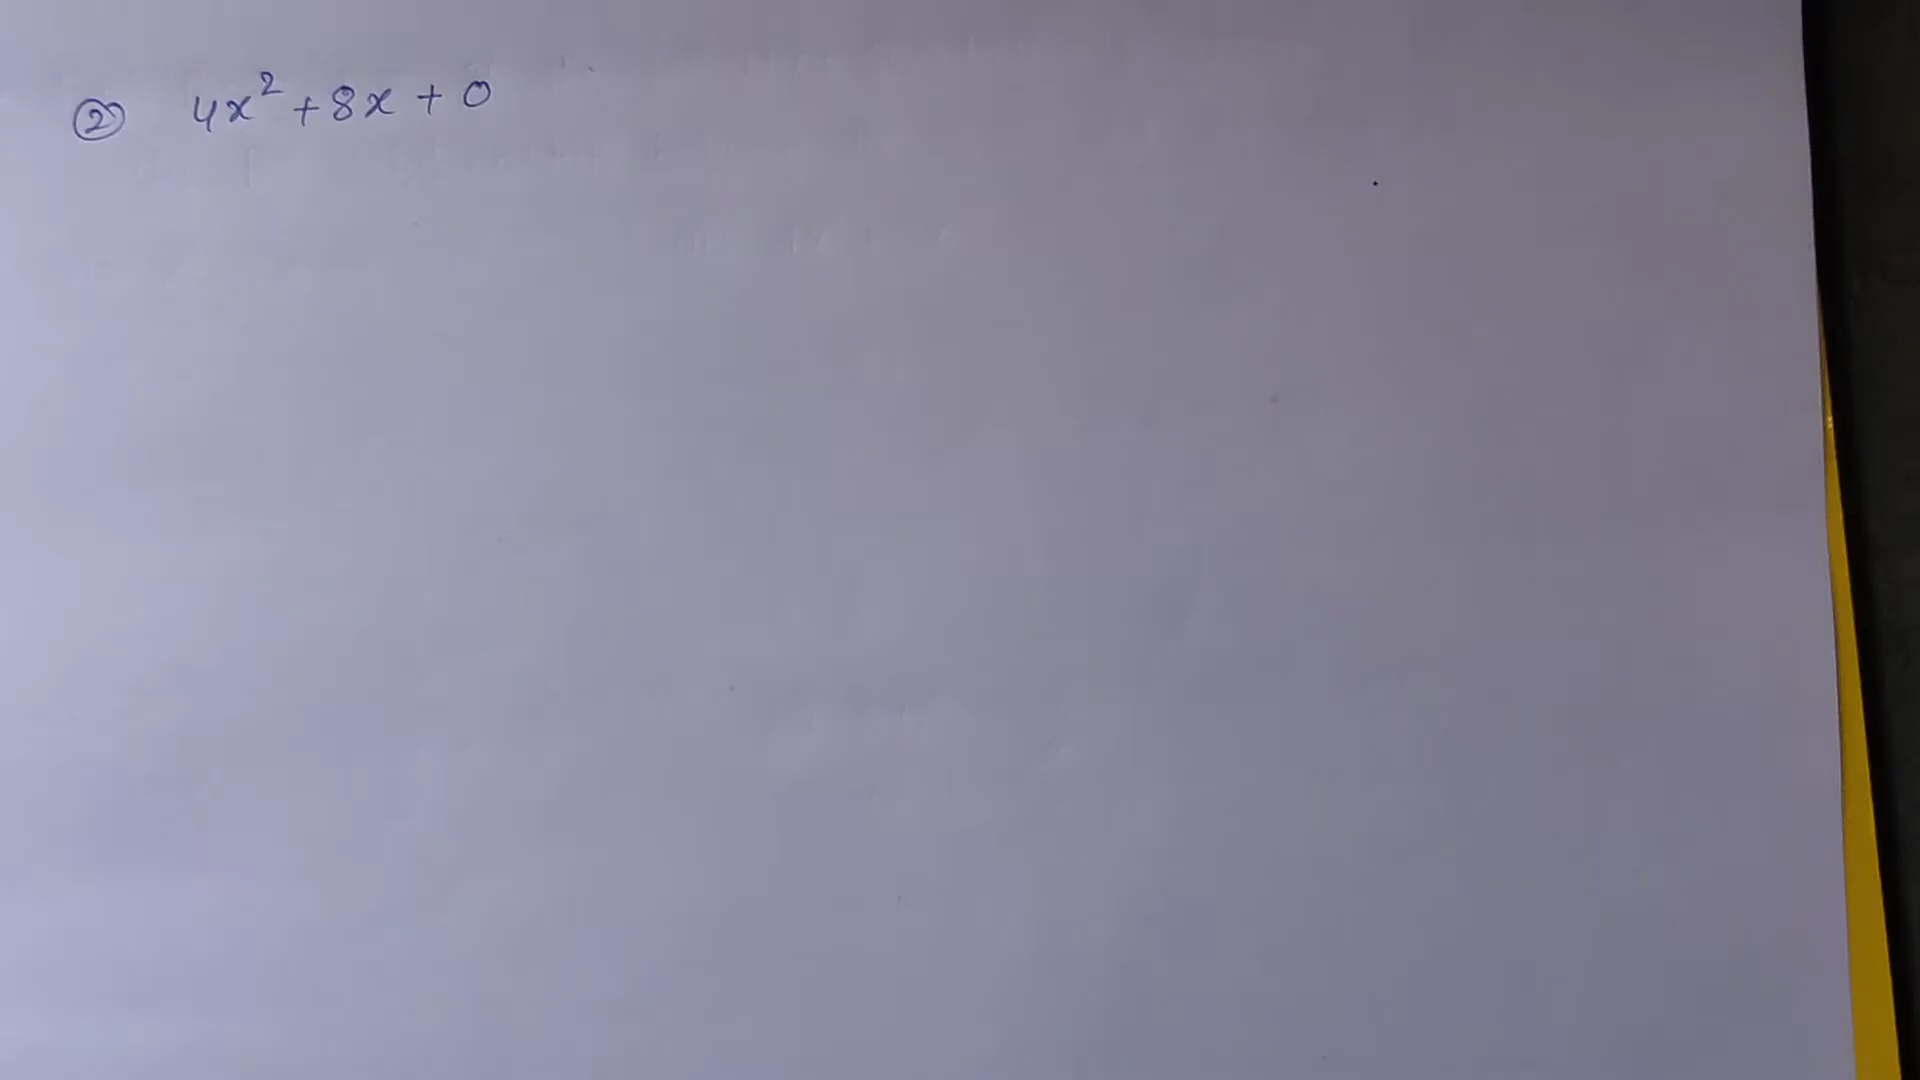 ② 4x² + 8x + 0